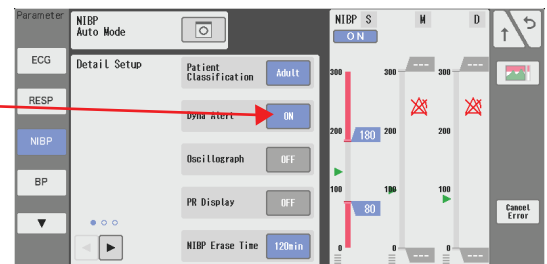 Parameter
ECG
RESP
NIBP
BP
▼
NIBP
Auto Mode
Detail Setup
Patient
Classification
Adult
Dyna Alert
ON
Oscillograph
OFF
PR Display
OFF
NIBP Erase Time
120min
NIBP S M D
ON
--- ---
300 300 300
200 180 200 200
100 100 100
80
0 0 0
--- ---
Cancel
Error